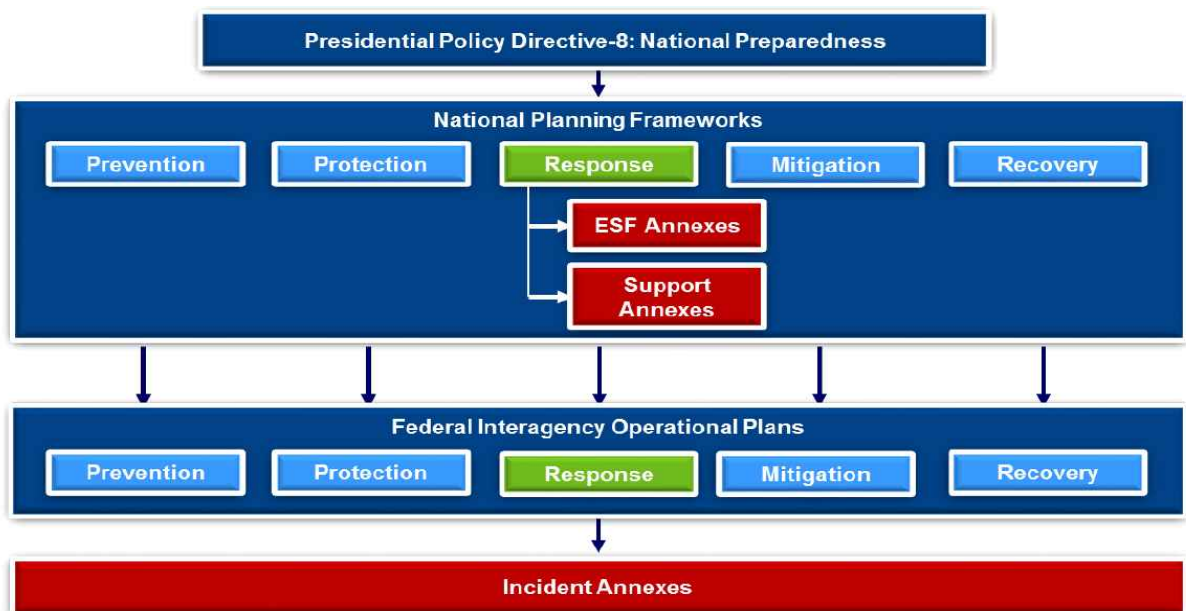 Presidential Policy Directive-8: National Preparedness
National Planning Frameworks
Prevention
Protection
Response
Mitigation
Recovery
ESF Annexes
Support
Annexes
Federal Interagency Operational Plans
Prevention
Protection
Response
Mitigation
Recovery
Incident Annexes